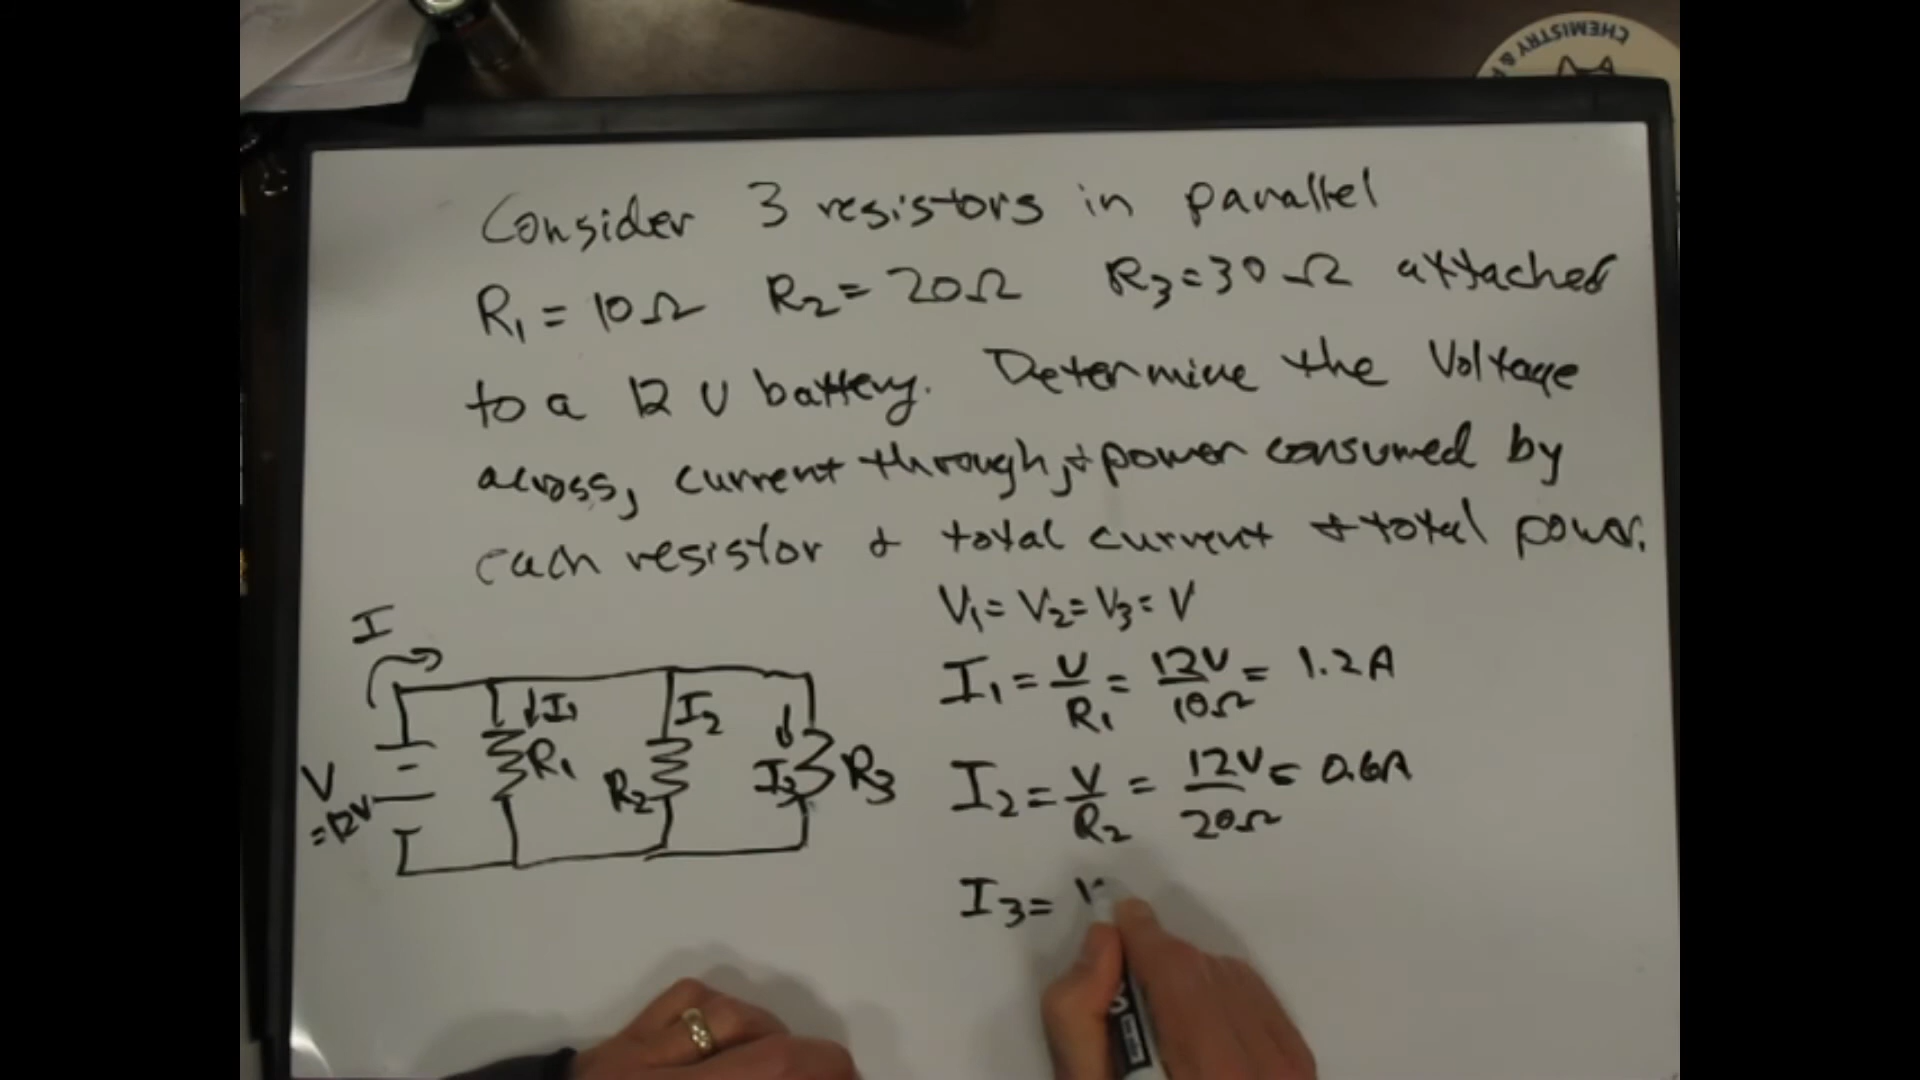 CHEMISTRY &
Consider 3 resistors in parallel
R₁ = 10Ω R₂ = 20Ω R₃ = 30Ω attached
to a 12 V battery. Determine the Voltage
across, current through, + power consumed by
each resistor + total current + total power.
V₁ = V₂ = V₃ = V
I₁ = V/R₁ = 12V/10Ω = 1.2A
I₂ = V/R₂ = 12V/20Ω = 0.6A
I₃ =
I
I₁ I₂
V R₁ R₂ I₃ R₃
= 12V